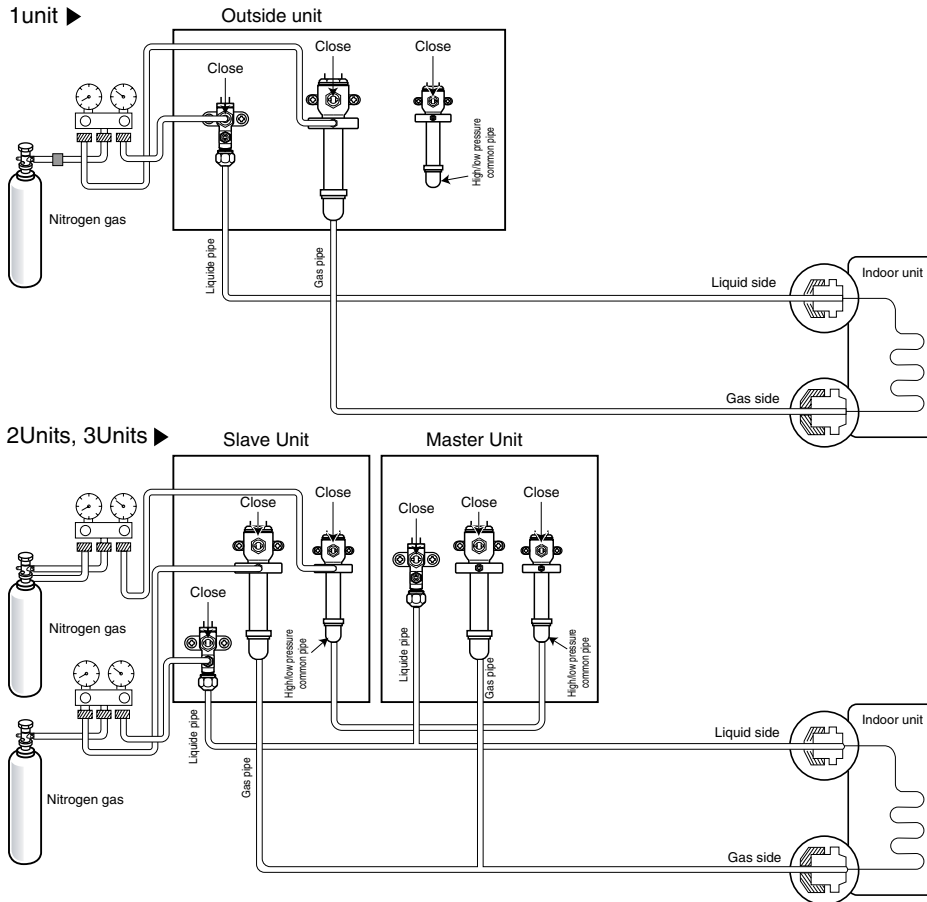 1unit ▶
Outside unit
Close
Close
Close
High/low pressure
common pipe
Nitrogen gas
Liquide pipe
Gas pipe
Liquid side
Indoor unit
Gas side
2Units, 3Units ▶
Slave Unit
Master Unit
Close
Close
Close
Close
Close
Close
Nitrogen gas
High/low pressure
common pipe
Liquide pipe
Gas pipe
High/low pressure
common pipe
Liquide pipe
Gas pipe
Liquid side
Indoor unit
Nitrogen gas
Gas side